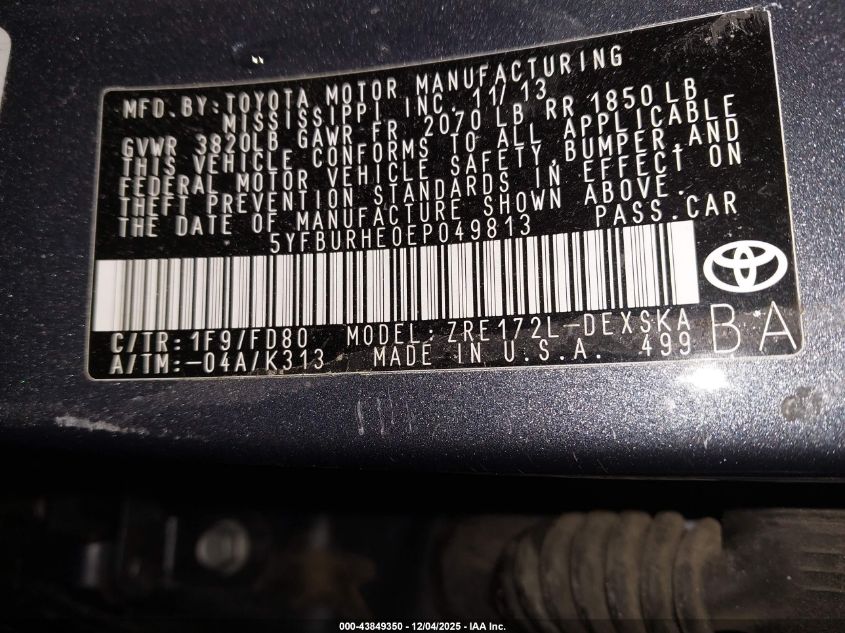 MFD. BY: TOYOTA MOTOR MANUFACTURING
MISSISSIPPI INC. 11/13
GVWR 3820LB GAWR FR 2070 LB RR 1850 LB
THIS VEHICLE CONFORMS TO ALL APPLICABLE
FEDERAL MOTOR VEHICLE SAFETY, BUMPER, AND
THEFT PREVENTION STANDARDS IN EFFECT ON
THE DATE OF MANUFACTURE SHOWN ABOVE.
5YFBURHE0EP049813 PASS. CAR
C/TR: 1F9/FD80 MODEL: ZRE172L-DEXSKA
A/TM: -04A/K313 MADE IN U.S.A. 499
BA
000-43849350 - 12/04/2025 - IAA Inc.